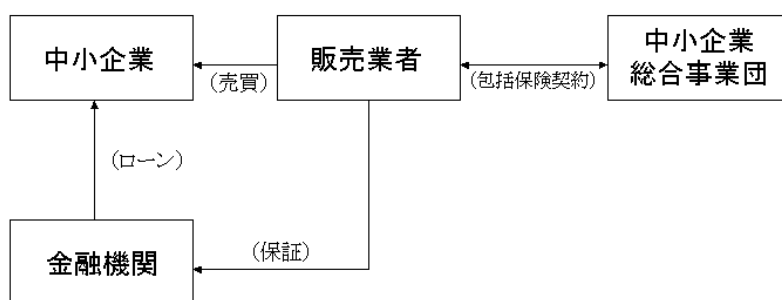 中小企業
販売業者
中小企業
総合事業団
(売買)
(包括保険契約)
(ローン)
金融機関
(保証)